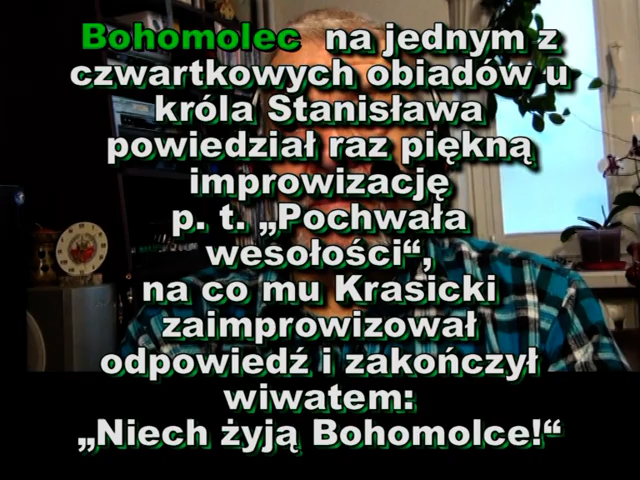 Bohomolec na jednym z
czwartkowych obiadów u
króla Stanisława
powiedział raz piękną
improwizację
p. t. „Pochwała
wesołości“,
na co mu Krasicki
zaimprowizował
odpowiedź i zakończył
wiwatem:
„Niech żyją Bohomolce!“